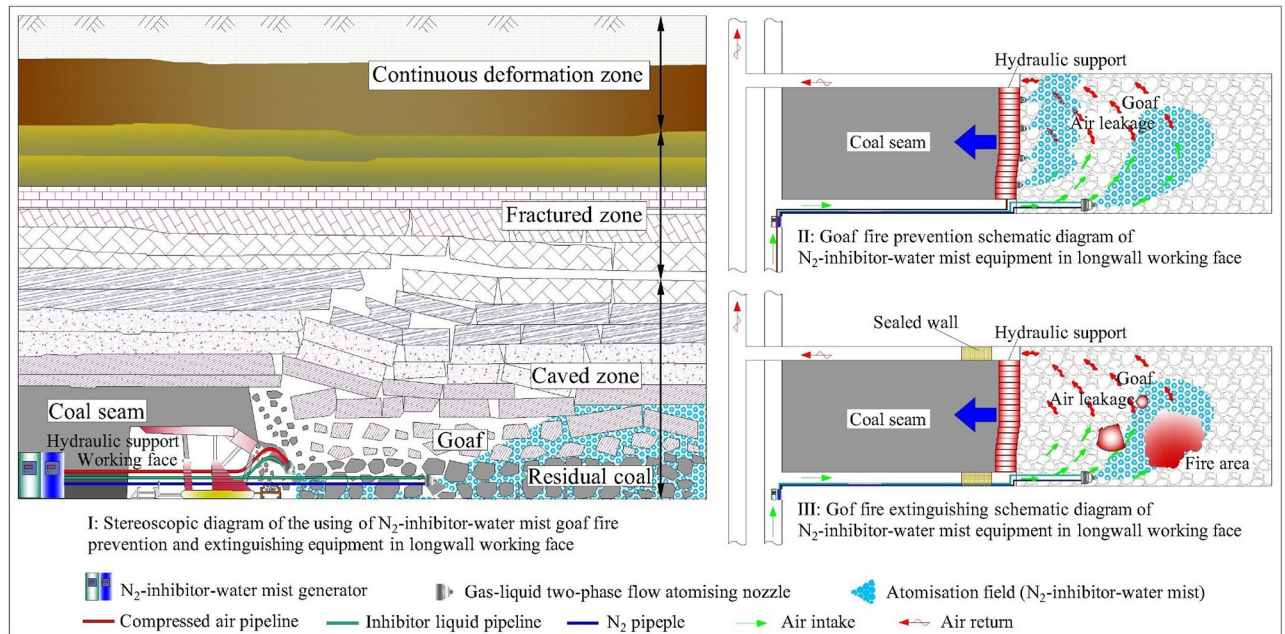 Continuous deformation zone
Fractured zone
Caved zone
Coal seam
Hydraulic support
Working face
Goaf
Residual coal
I: Stereoscopic diagram of the using of N₂-inhibitor-water mist goaf fire
prevention and extinguishing equipment in longwall working face
Hydraulic support
Goaf
Air leakage
Coal seam
II: Goaf fire prevention schematic diagram of
N₂-inhibitor-water mist equipment in longwall working face
Sealed wall
Hydraulic support
Goaf
Air leakage
Coal seam
Fire area
III: Gof fire extinguishing schematic diagram of
N₂-inhibitor-water mist equipment in longwall working face
N₂-inhibitor-water mist generator
Gas-liquid two-phase flow atomising nozzle
Atomisation field (N₂-inhibitor-water mist)
Compressed air pipeline
Inhibitor liquid pipeline
N₂ pipeple
Air intake
Air return